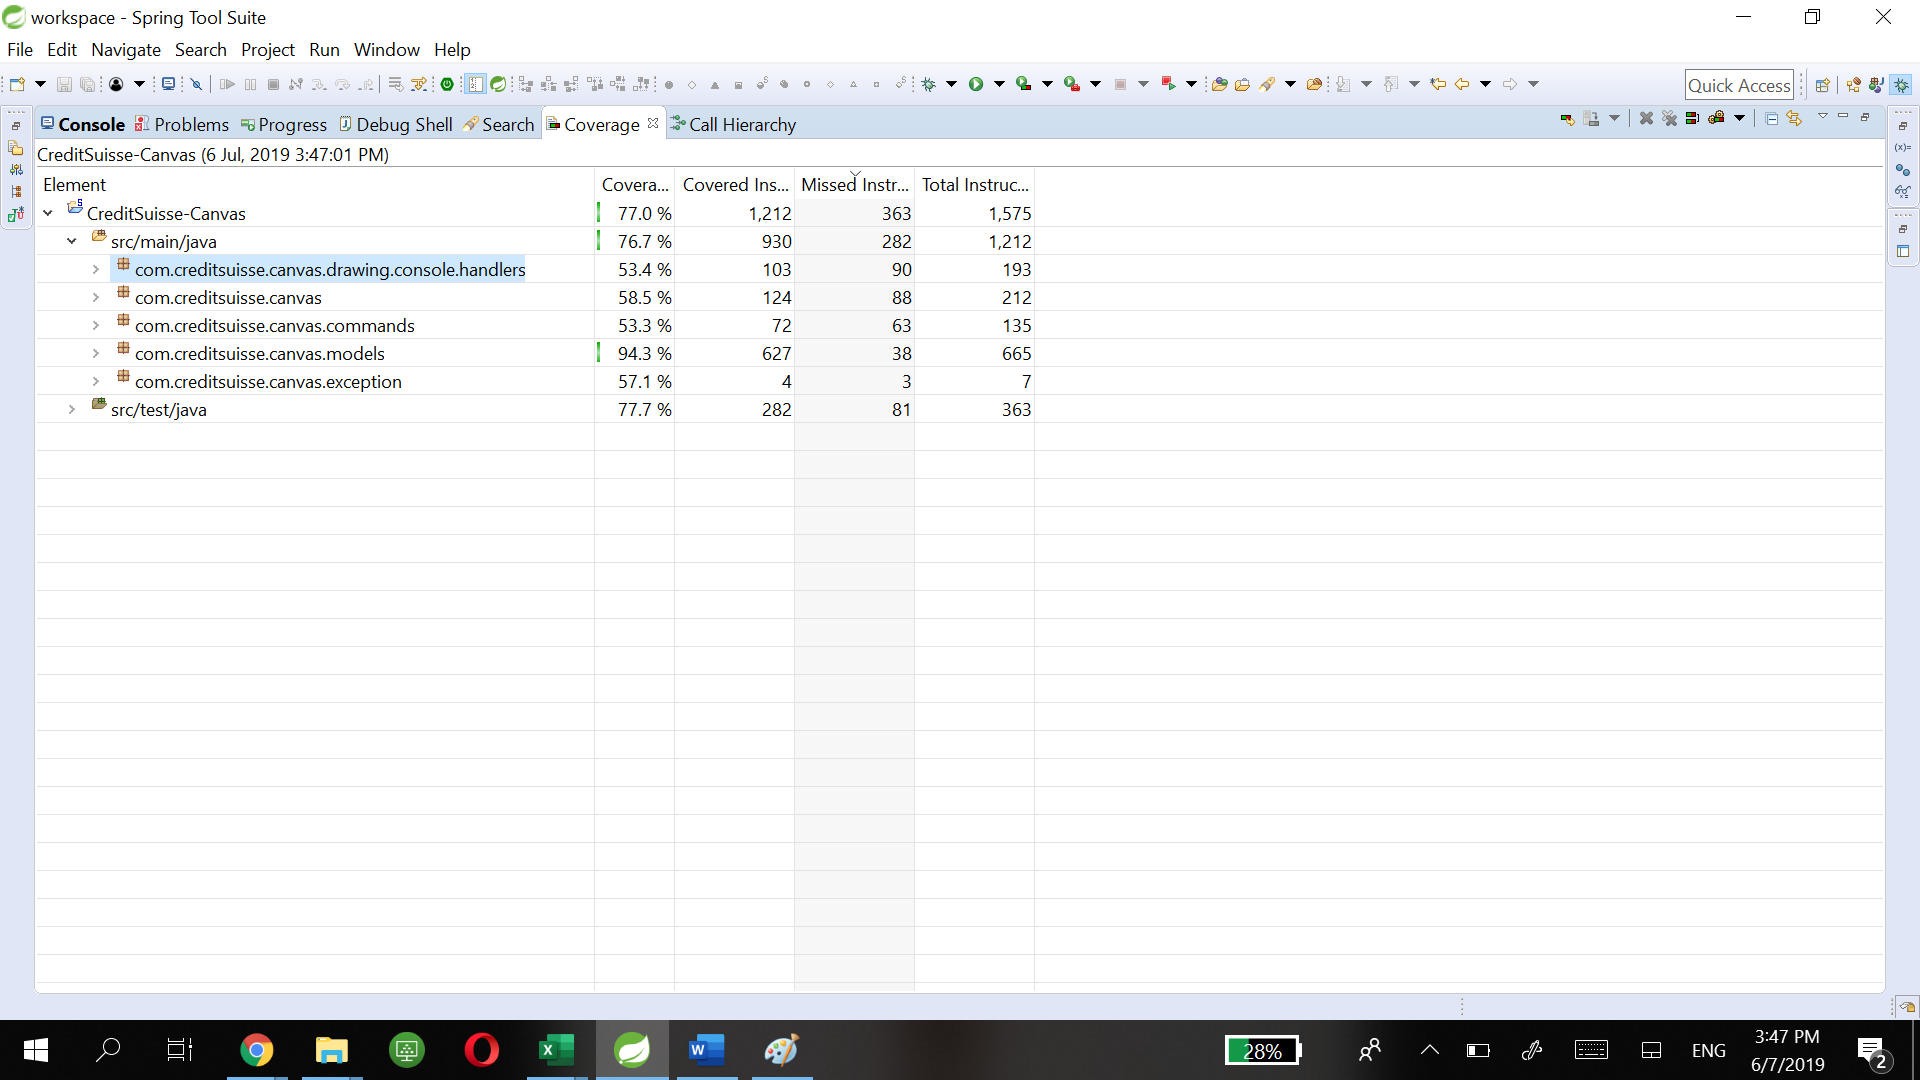 workspace - Spring Tool Suite
File Edit Navigate Search Project Run Window Help
Quick Access
Console Problems Progress Debug Shell Search Coverage Call Hierarchy
CreditSuisse-Canvas (6 Jul, 2019 3:47:01 PM)
Element Covera... Covered Ins... Missed Instr... Total Instruc...
CreditSuisse-Canvas 77.0 % 1,212 363 1,575
src/main/java 76.7 % 930 282 1,212
com.creditsuisse.canvas.drawing.console.handlers 53.4 % 103 90 193
com.creditsuisse.canvas 58.5 % 124 88 212
com.creditsuisse.canvas.commands 53.3 % 72 63 135
com.creditsuisse.canvas.models 94.3 % 627 38 665
com.creditsuisse.canvas.exception 57.1 % 4 3 7
src/test/java 77.7 % 282 81 363
28% ENG 3:47 PM
6/7/2019 2